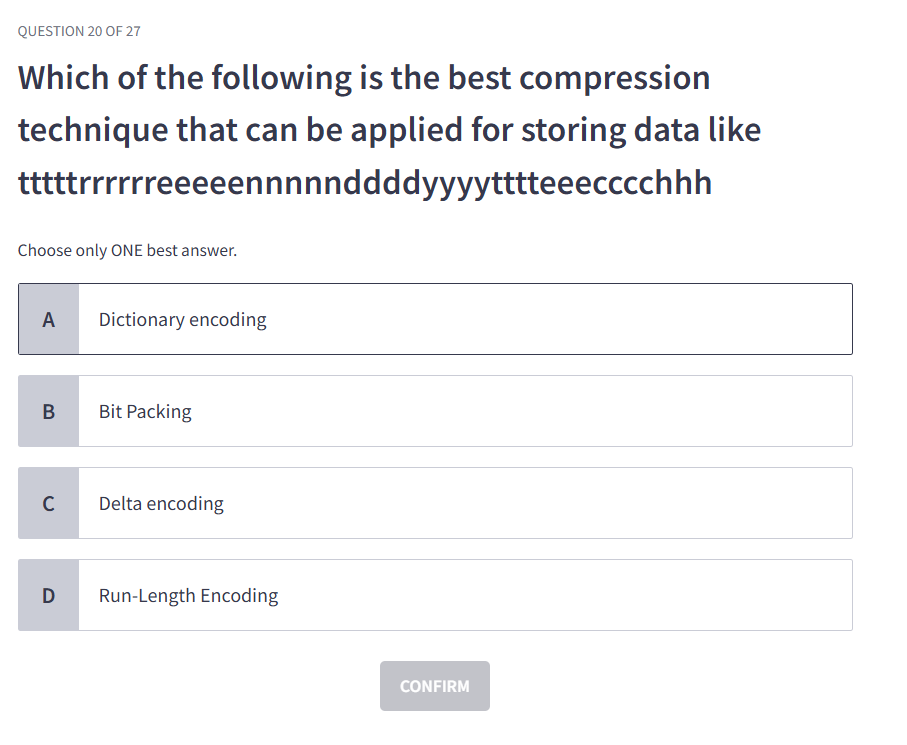 QUESTION 20 OF 27
Which of the following is the best compression
technique that can be applied for storing data like
tttttrrrrrreeeeennnnnddddyyyytttteeeccccchhh
Choose only ONE best answer.
A Dictionary encoding
B Bit Packing
C Delta encoding
D Run-Length Encoding
CONFIRM